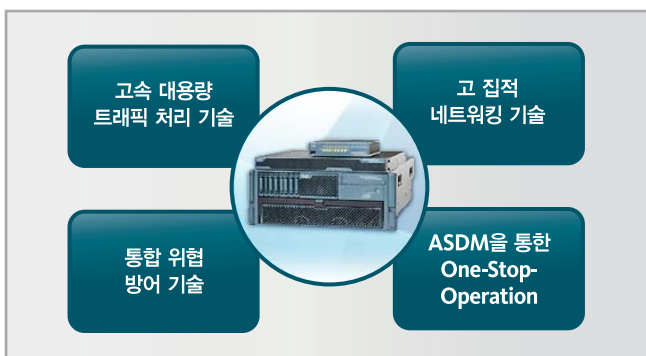 고속 대용량
트래픽 처리 기술
고 집적
네트워킹 기술
통합 위협
방어 기술
ASDM을 통한
One-Stop-
Operation